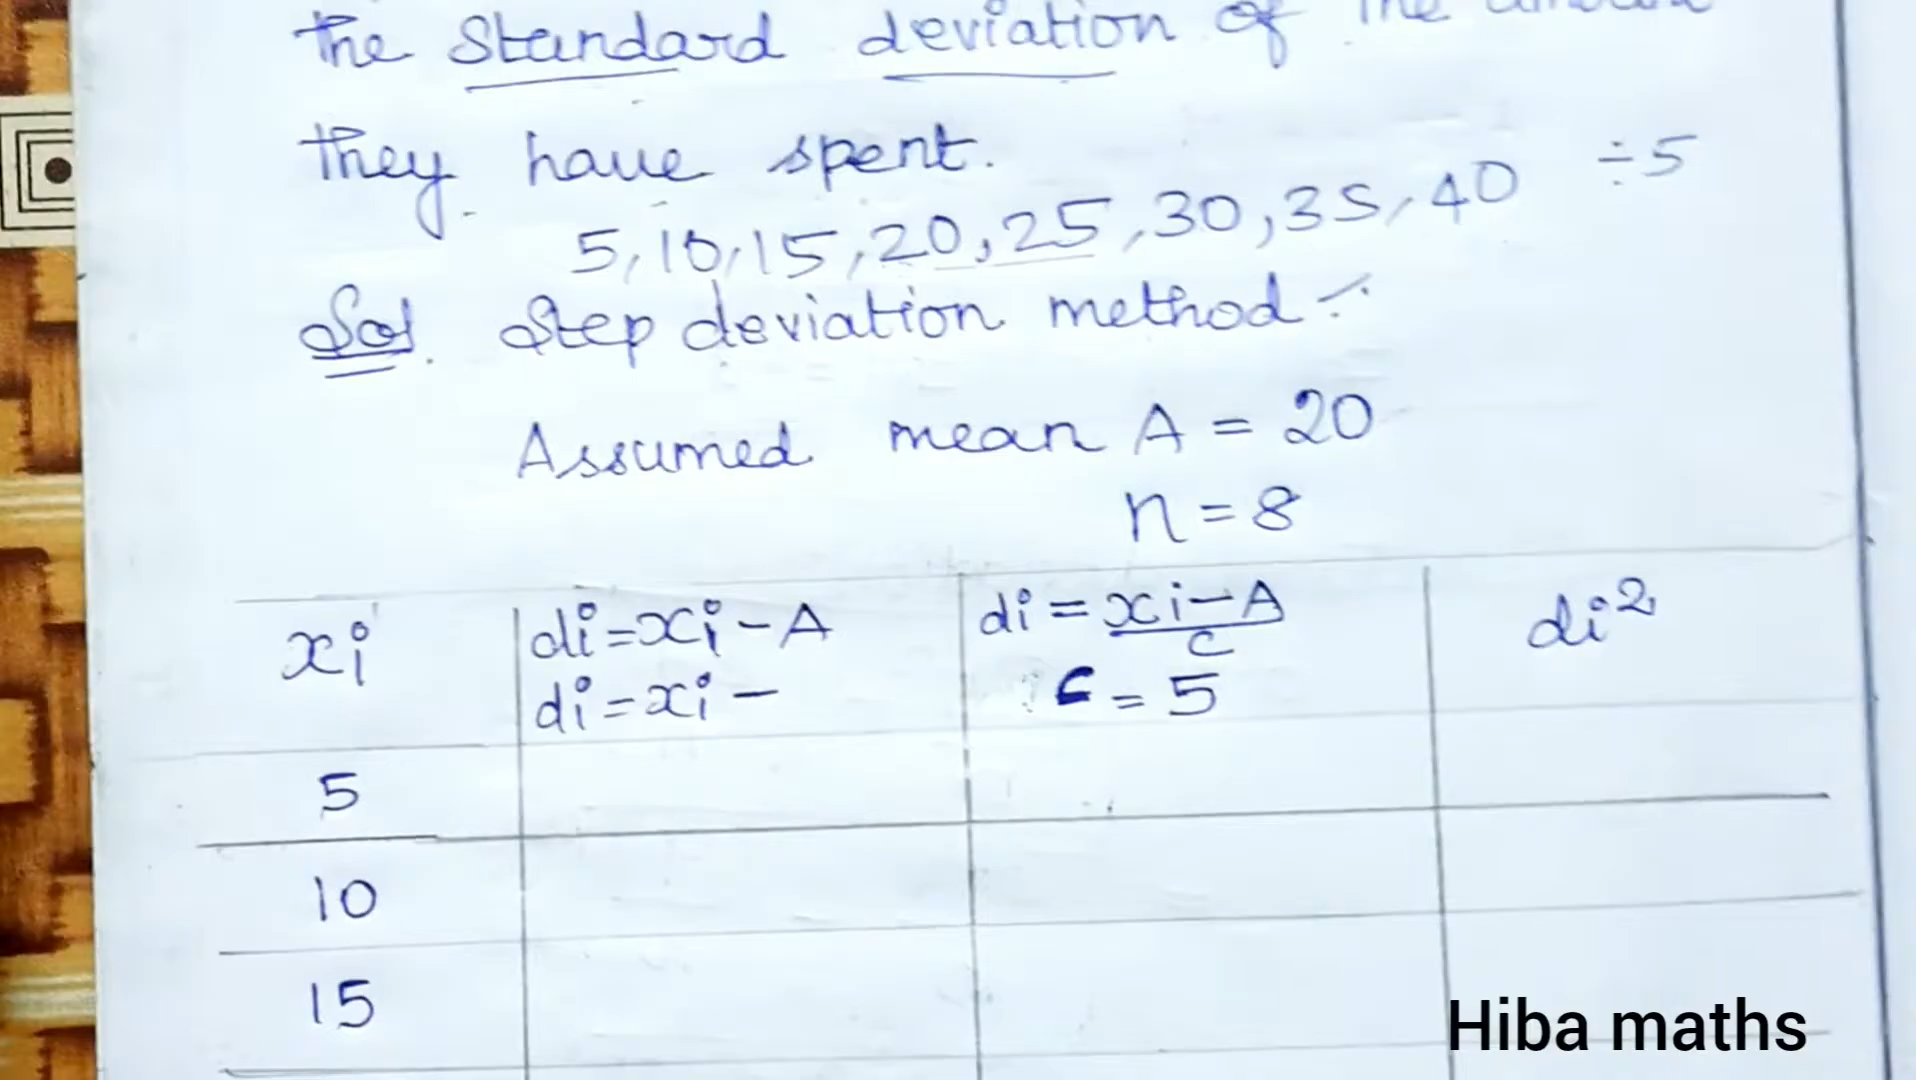 the standard deviation of the
they have spent.
5, 10, 15, 20, 25, 30, 35, 40 ÷5
Sol. Step deviation method :-
Assumed mean A = 20
n = 8
xi
di = xi - A
di = xi -
di = xi - A / c
c = 5
di²
5
10
15
Hiba maths